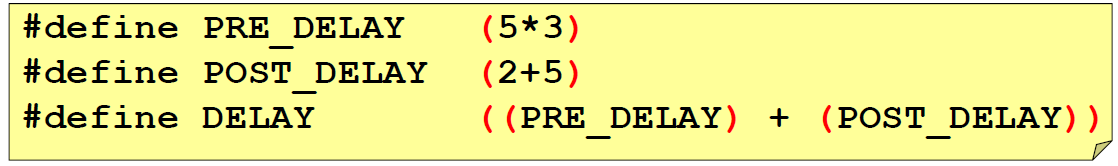 #define PRE_DELAY (5*3)
#define POST_DELAY (2+5)
#define DELAY ((PRE_DELAY) + (POST_DELAY))